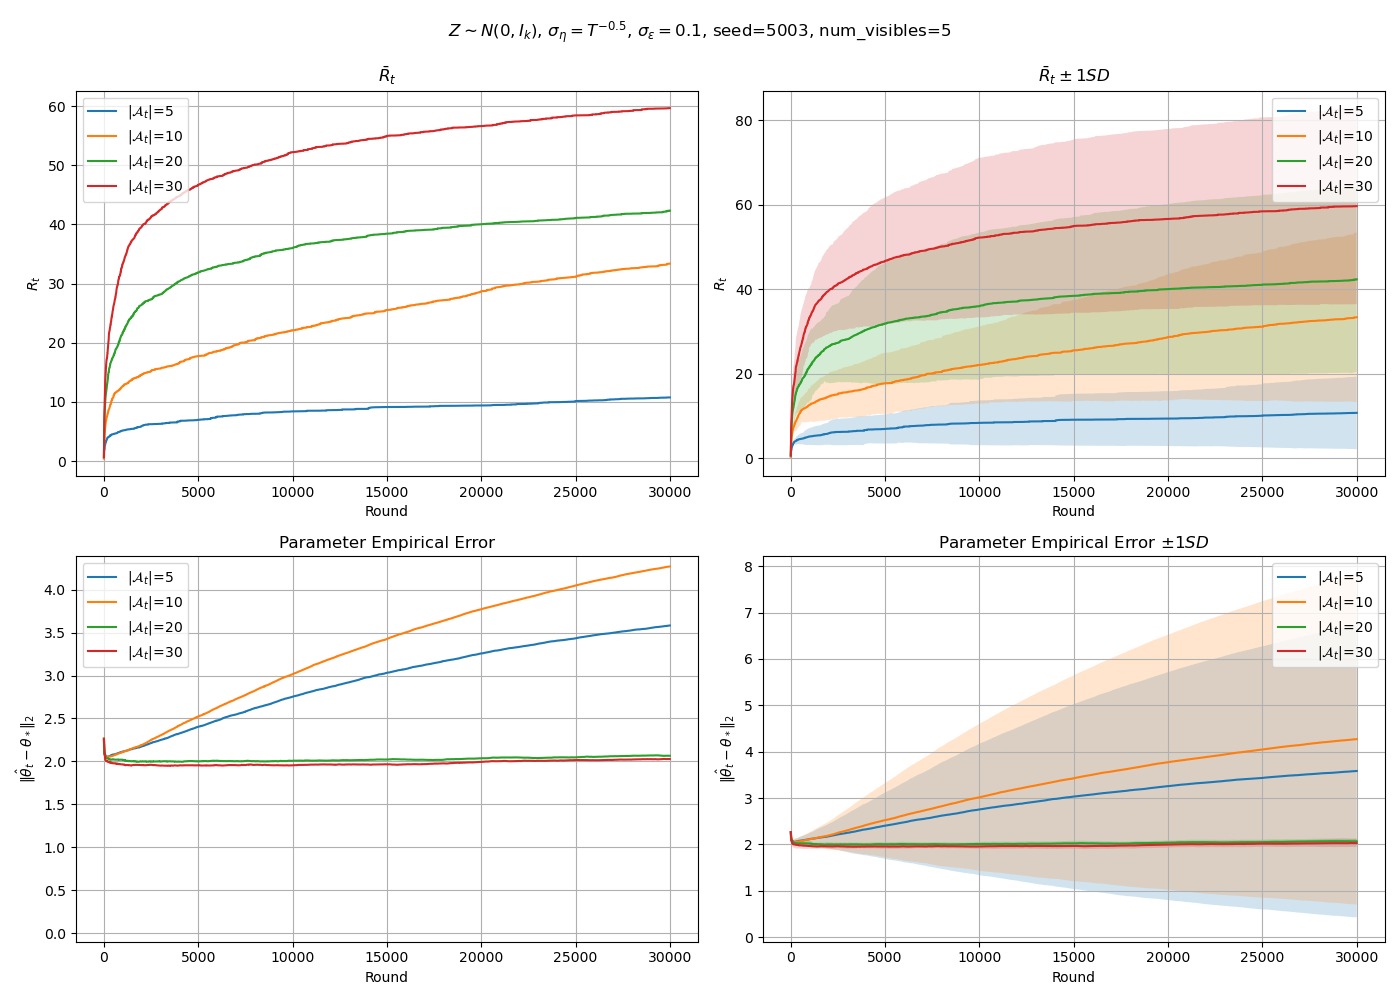 Z ~ N(0, I_k), σ_η = T^{-0.5}, σ_ε = 0.1, seed=5003, num_visibles=5
R̄_t
R_t
60
50
40
30
20
10
0
|𝒜_t|=5
|𝒜_t|=10
|𝒜_t|=20
|𝒜_t|=30
0 5000 10000 15000 20000 25000 30000
Round
R̄_t ± 1SD
R_t
80
60
40
20
0
|𝒜_t|=5
|𝒜_t|=10
|𝒜_t|=20
|𝒜_t|=30
0 5000 10000 15000 20000 25000 30000
Round
Parameter Empirical Error
‖θ̂_t − θ_*‖_2
4.0
3.5
3.0
2.5
2.0
1.5
1.0
0.5
0.0
|𝒜_t|=5
|𝒜_t|=10
|𝒜_t|=20
|𝒜_t|=30
0 5000 10000 15000 20000 25000 30000
Round
Parameter Empirical Error ±1SD
‖θ̂_t − θ_*‖_2
8
7
6
5
4
3
2
1
0
|𝒜_t|=5
|𝒜_t|=10
|𝒜_t|=20
|𝒜_t|=30
0 5000 10000 15000 20000 25000 30000
Round